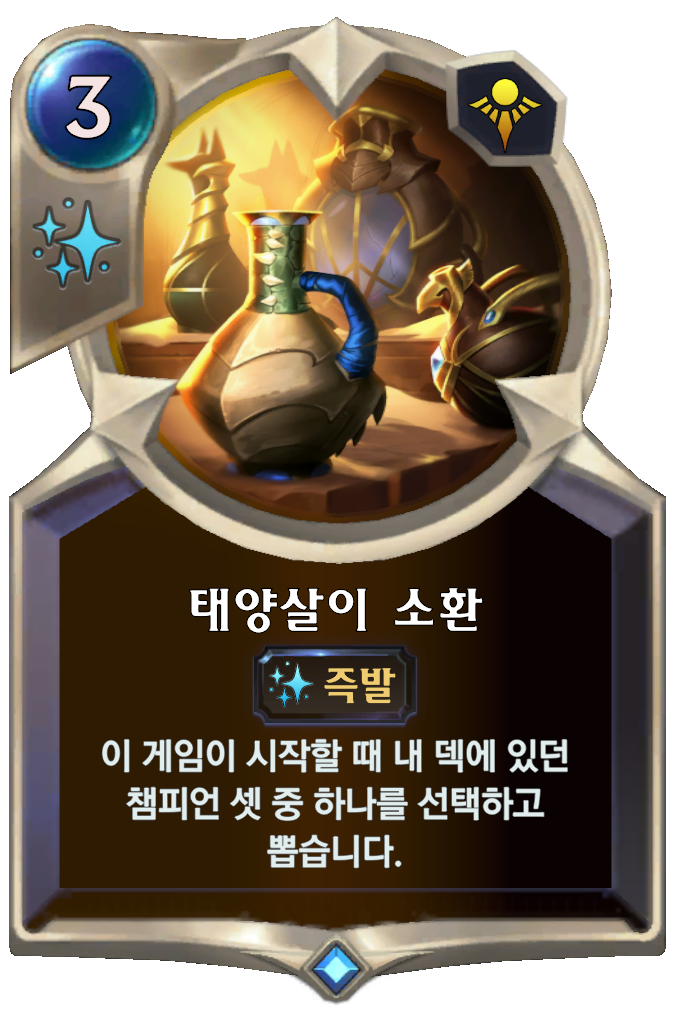 3
태양살이 소환
즉발
이 게임이 시작할 때 내 덱에 있던
챔피언 셋 중 하나를 선택하고
뽑습니다.